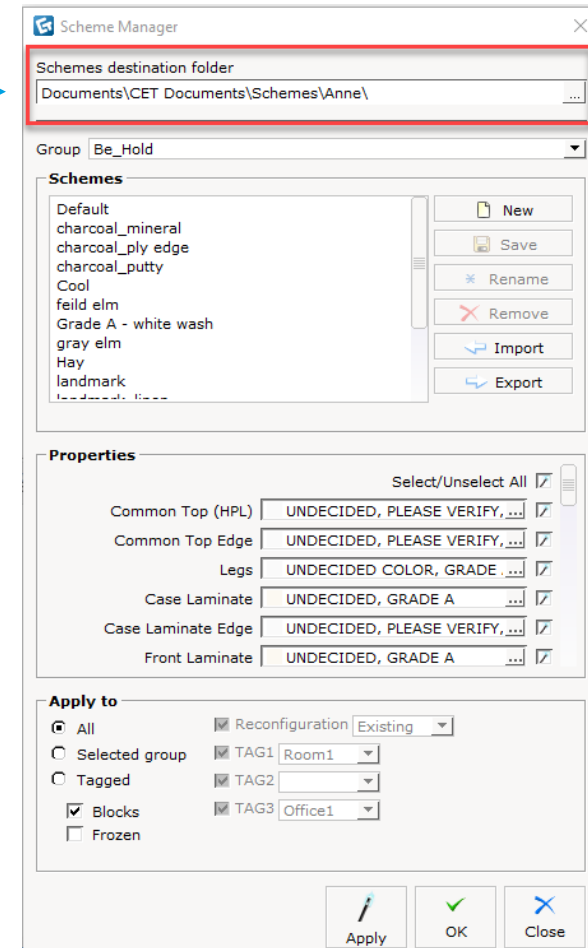 Scheme Manager
Schemes destination folder
Documents\CET Documents\Schemes\Anne\ ...
Group Be_Hold
Schemes
Default
charcoal_mineral
charcoal_ply edge
charcoal_putty
Cool
feild elm
Grade A - white wash
gray elm
Hay
landmark
New
Save
Rename
Remove
Import
Export
Properties
Select/Unselect All
Common Top (HPL) UNDECIDED, PLEASE VERIFY, ...
Common Top Edge UNDECIDED, PLEASE VERIFY, ...
Legs UNDECIDED COLOR, GRADE ...
Case Laminate UNDECIDED, GRADE A ...
Case Laminate Edge UNDECIDED, PLEASE VERIFY, ...
Front Laminate UNDECIDED, GRADE A ...
Apply to
All
Selected group
Tagged
Blocks
Frozen
Reconfiguration Existing
TAG1 Room1
TAG2
TAG3 Office1
Apply
OK
Close